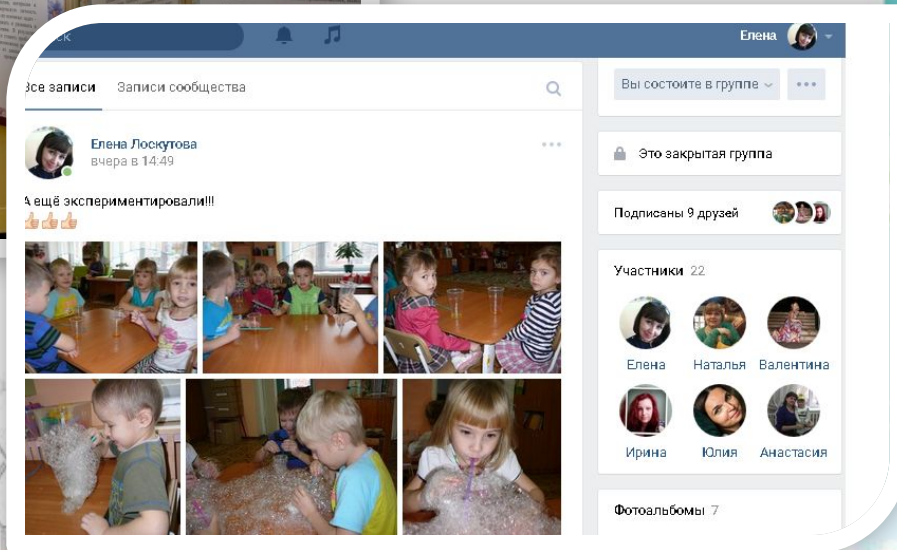 Елена
Все записи Записи сообщества
Вы состоите в группе
Елена Лоскутова
вчера в 14:49
Это закрытая группа
А ещё экспериментировали!!!
Подписаны 9 друзей
Участники 22
Елена Наталья Валентина
Ирина Юлия Анастасия
Фотоальбомы 7